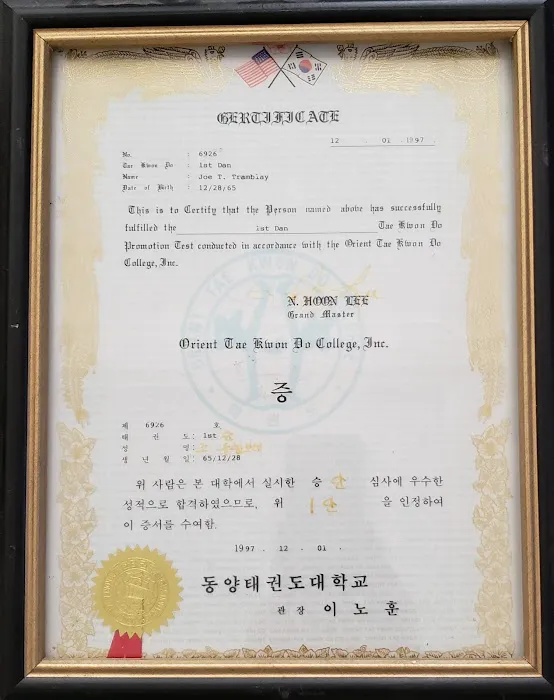 CERTIFICATE
12 01 1997
No. : 6926
Tae Kwon Do : 1st Dan
Name : Joe T. Tramblay
Date of Birth : 12/28/65
This is to Certify that the Person named above has successfully
fulfilled the 1st Dan Tae Kwon Do
Promotion Test conducted in accordance with the Orient Tae Kwon Do
College, Inc.
N. HOON LEE
Grand Master
Orient Tae Kwon Do College, Inc.
증
제 6926 호
태 권 도 : 1st
성 명 :
생 년 월 일 : 65/12/28
위 사람은 본 대학에서 실시한 승 단 심사에 우수한
성적으로 합격하였으므로, 위 을 인정하여
이 증서를 수여함.
1997 . 12 . 01 .
동양태권도대학교
관 장 이 노 훈